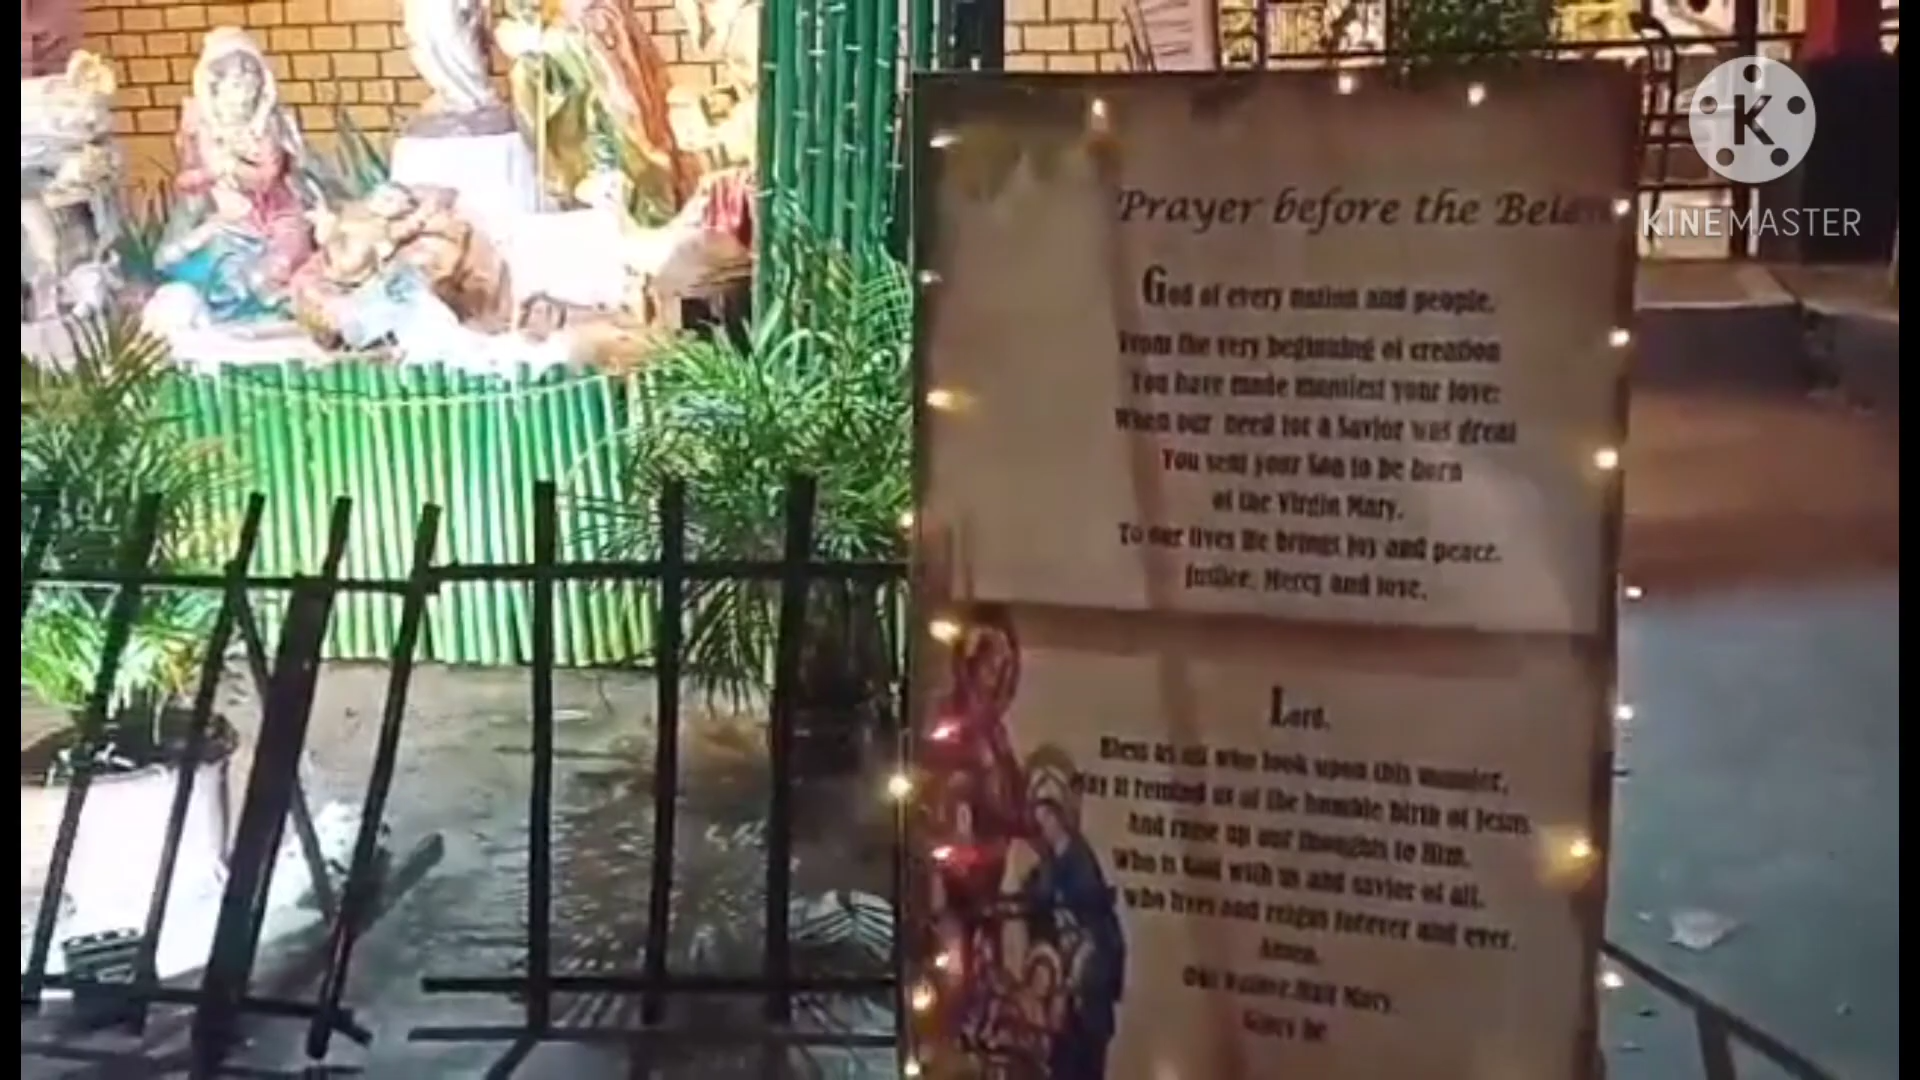 Prayer before the Belen
God of every nation and people,
From the very beginning of creation
You have made manifest your love:
When our need for a Savior was great
You sent your Son to be born
of the Virgin Mary.
To our lives He brings joy and peace,
Justice, Mercy and love.
Lord,
Bless us all who look upon this manger,
May it remind us of the humble birth of Jesus
And raise up our thoughts to Him,
Who is God with us and savior of all,
who lives and reigns forever and ever.
Amen.
Our Father, Hail Mary,
Glory be
K
KINEMASTER